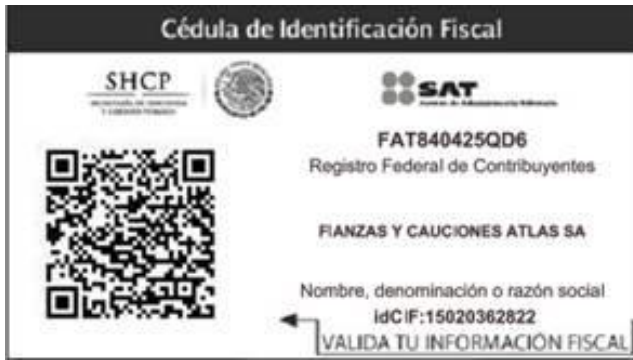 Cédula de Identificación Fiscal
SHCP
SAT
FAT840425QD6
Registro Federal de Contribuyentes
FIANZAS Y CAUCIONES ATLAS SA
Nombre, denominación o razón social
idCIF:15020362822
VALIDA TU INFORMACIÓN FISCAL